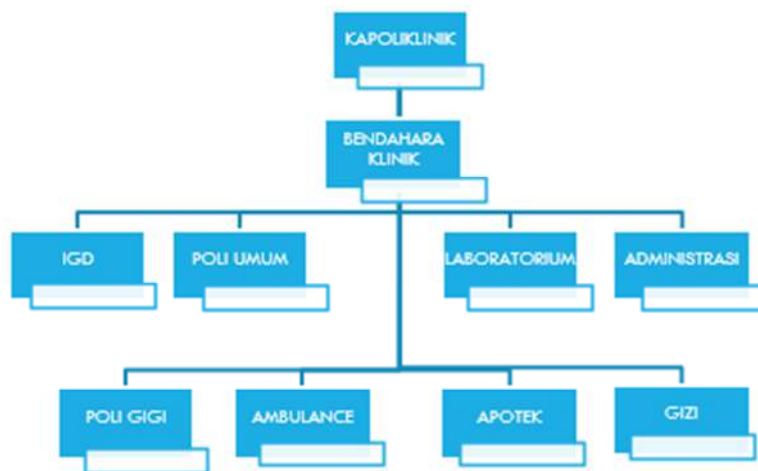 KAPOLIKLINIK
BENDAHARA
KLINIK
IGD
POLI UMUM
LABORATORIUM
ADMINISTRASI
POLI GIGI
AMBULANCE
APOTEK
GIZI